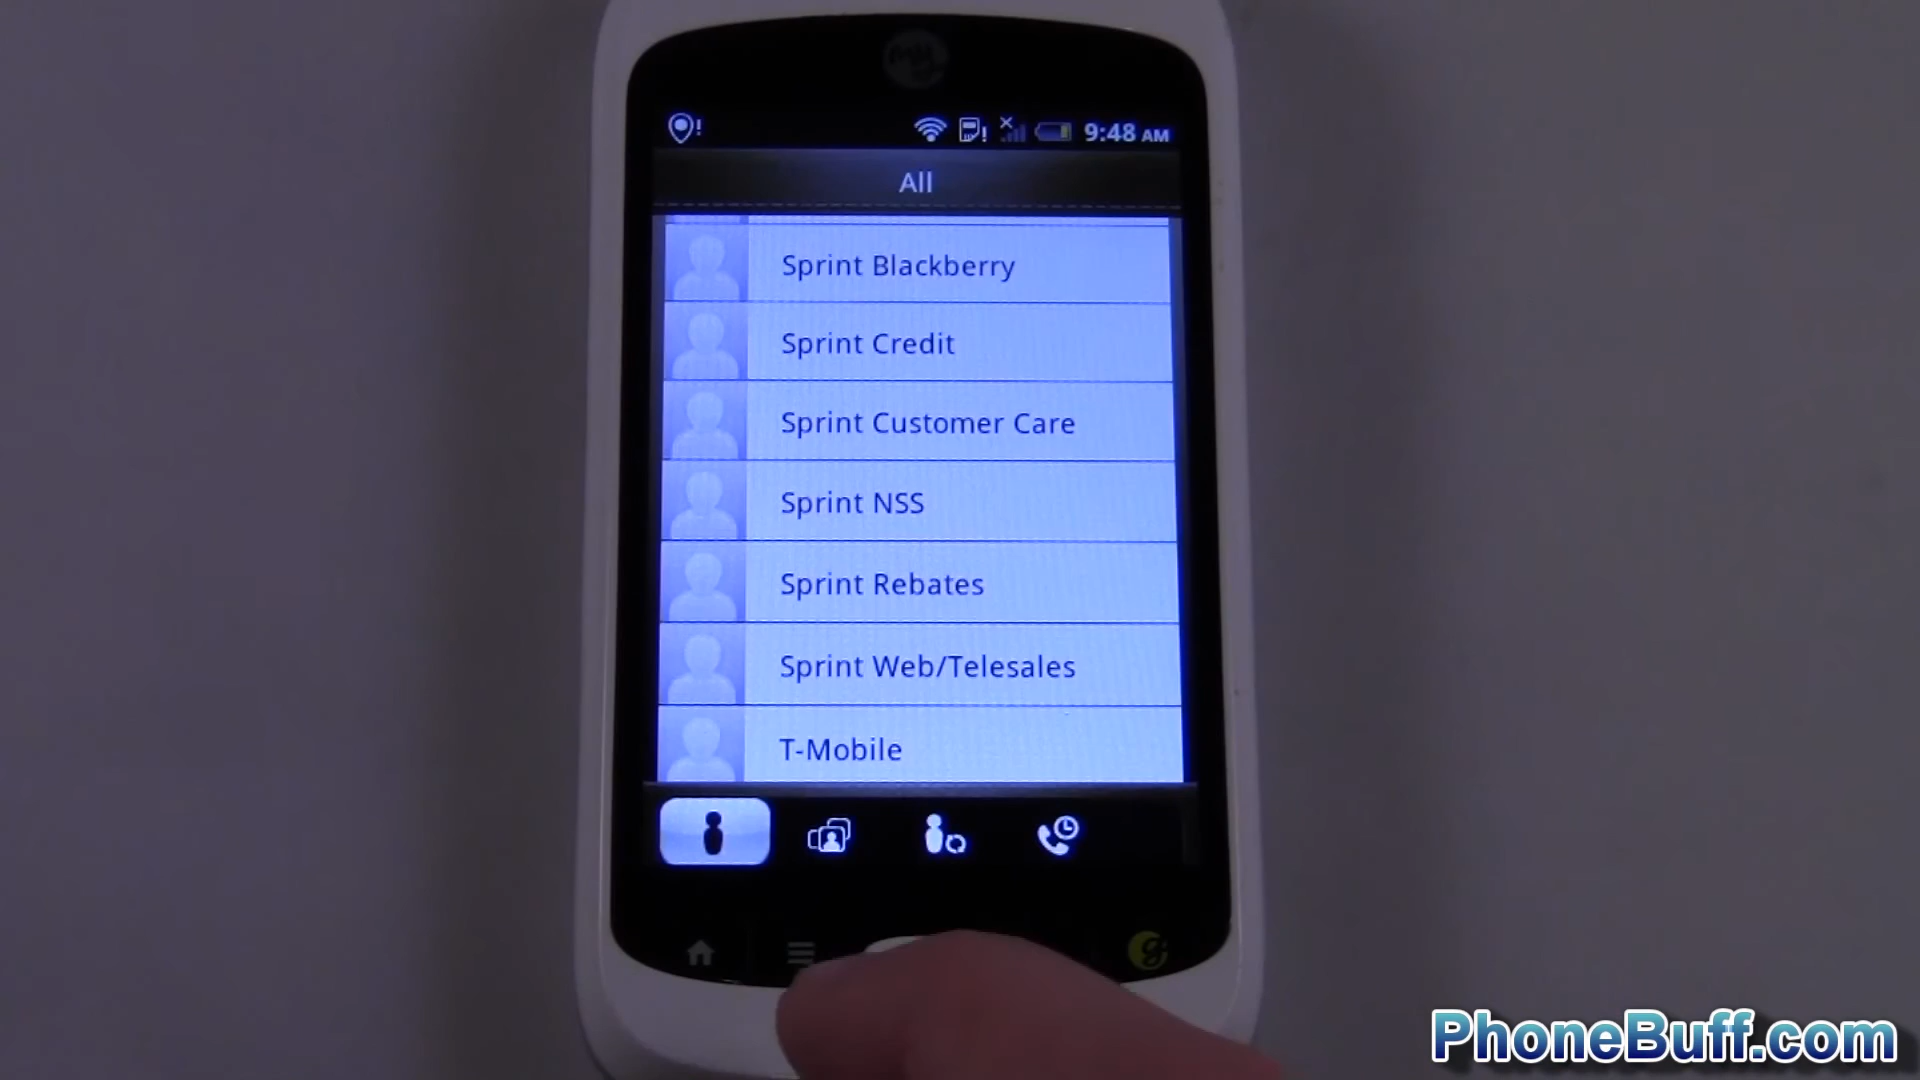 9:48 AM
All
Sprint Blackberry
Sprint Credit
Sprint Customer Care
Sprint NSS
Sprint Rebates
Sprint Web/Telesales
T-Mobile
PhoneBuff.com